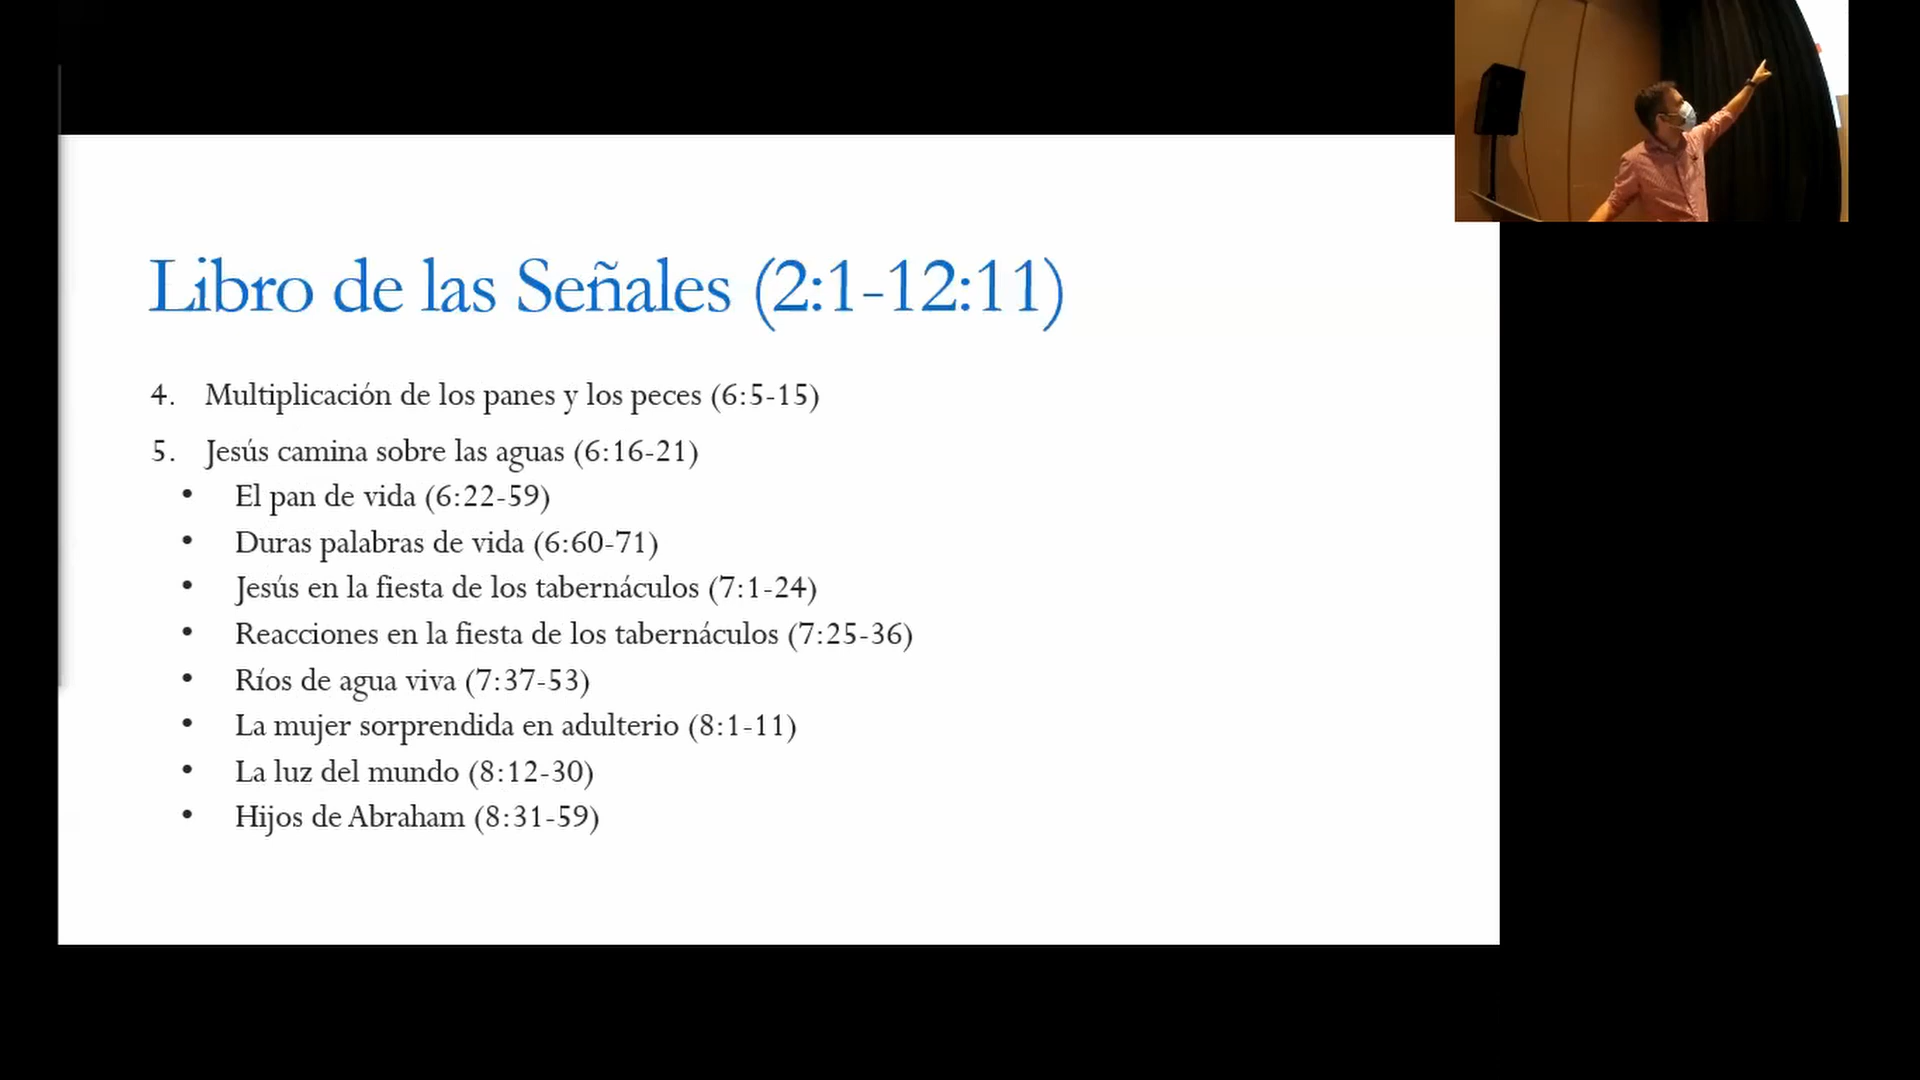 Libro de las Señales (2:1-12:11)
4. Multiplicación de los panes y los peces (6:5-15)
5. Jesús camina sobre las aguas (6:16-21)
• El pan de vida (6:22-59)
• Duras palabras de vida (6:60-71)
• Jesús en la fiesta de los tabernáculos (7:1-24)
• Reacciones en la fiesta de los tabernáculos (7:25-36)
• Ríos de agua viva (7:37-53)
• La mujer sorprendida en adulterio (8:1-11)
• La luz del mundo (8:12-30)
• Hijos de Abraham (8:31-59)